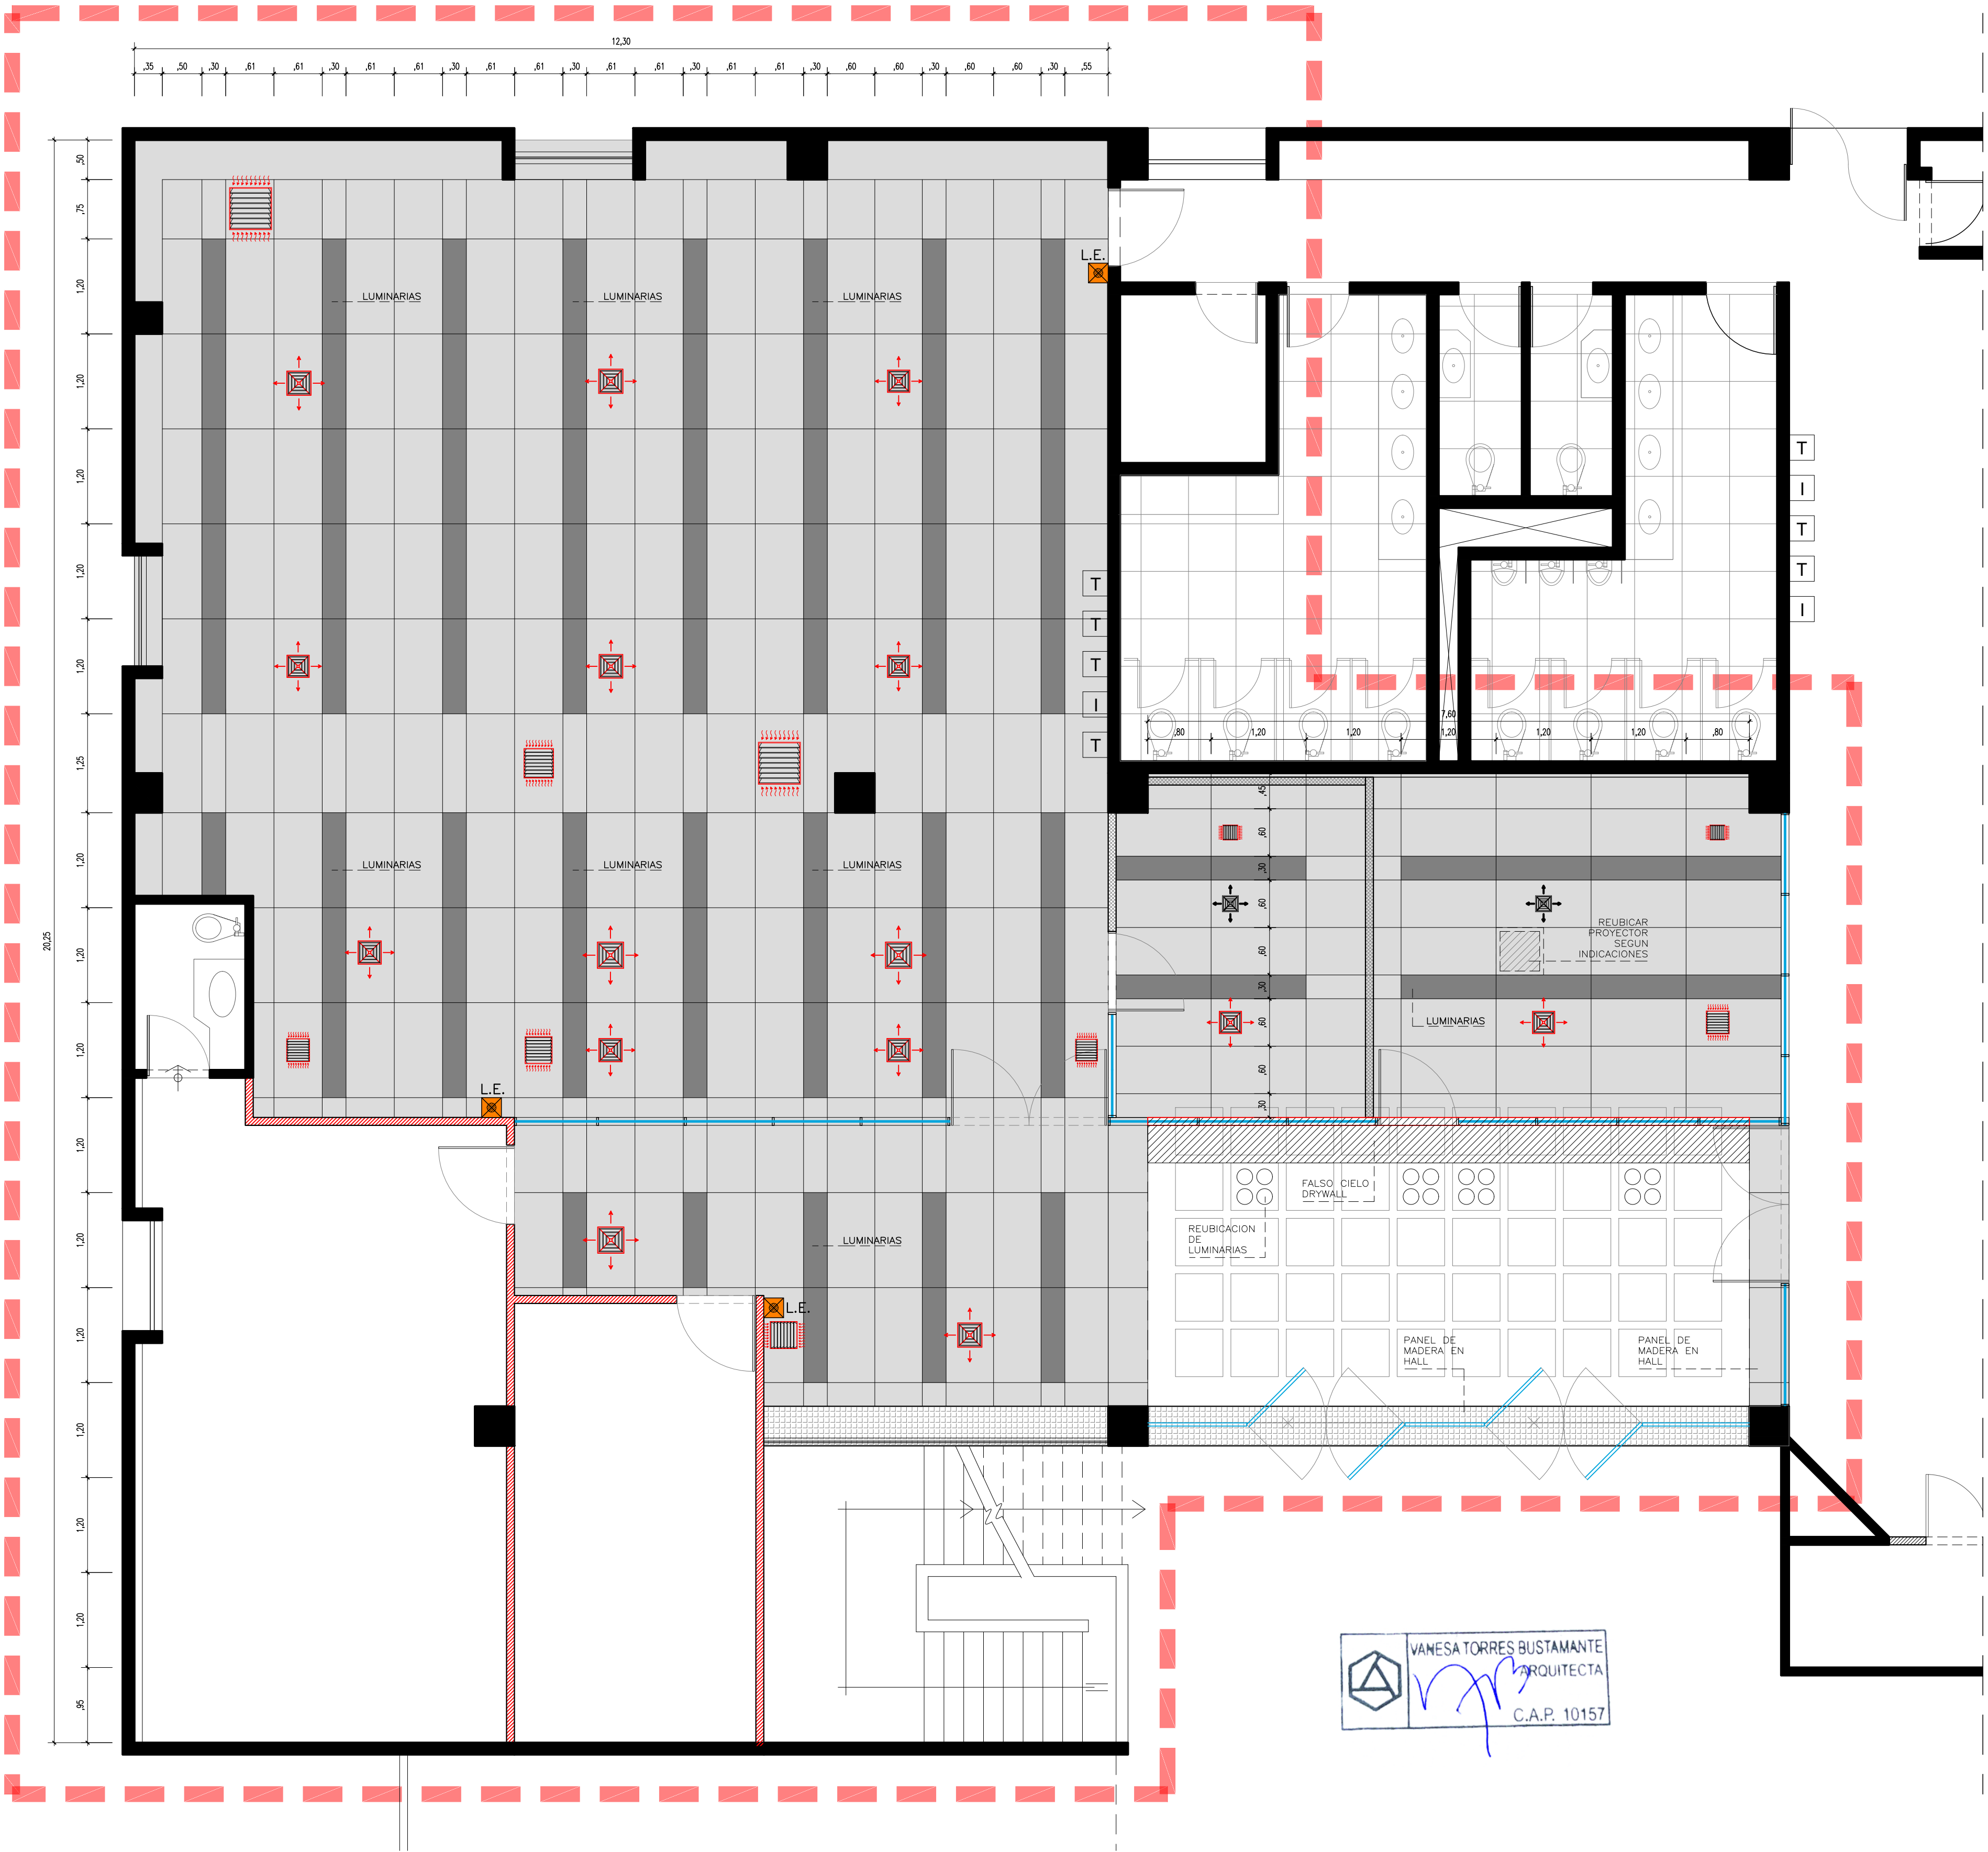 12,30
,35 ,50 ,30 ,61 ,61 ,30 ,61 ,61 ,30 ,61 ,61 ,30 ,61 ,61 ,30 ,61 ,61 ,30 ,60 ,60 ,30 ,60 ,60 ,30 ,55
,50
,75
1,20
1,20
1,20
1,20
1,20
1,25
1,20
1,20
1,20
1,20
1,20
1,20
1,20
1,20
1,20
,95
20,25
L.E.
LUMINARIAS LUMINARIAS LUMINARIAS
T
I
T
T
I
T
T
T
I
T
7,60
,80 1,20 1,20 1,20 1,20 1,20 ,80
,45
,60
,30
,60
,60
,30
,60
,60
,30
LUMINARIAS LUMINARIAS LUMINARIAS
REUBICAR
PROYECTOR
SEGUN
INDICACIONES
LUMINARIAS
L.E.
FALSO CIELO
DRYWALL
REUBICACION
DE
LUMINARIAS
LUMINARIAS
L.E.
PANEL DE
MADERA EN
HALL
PANEL DE
MADERA EN
HALL
VANESA TORRES BUSTAMANTE
ARQUITECTA
C.A.P. 10157